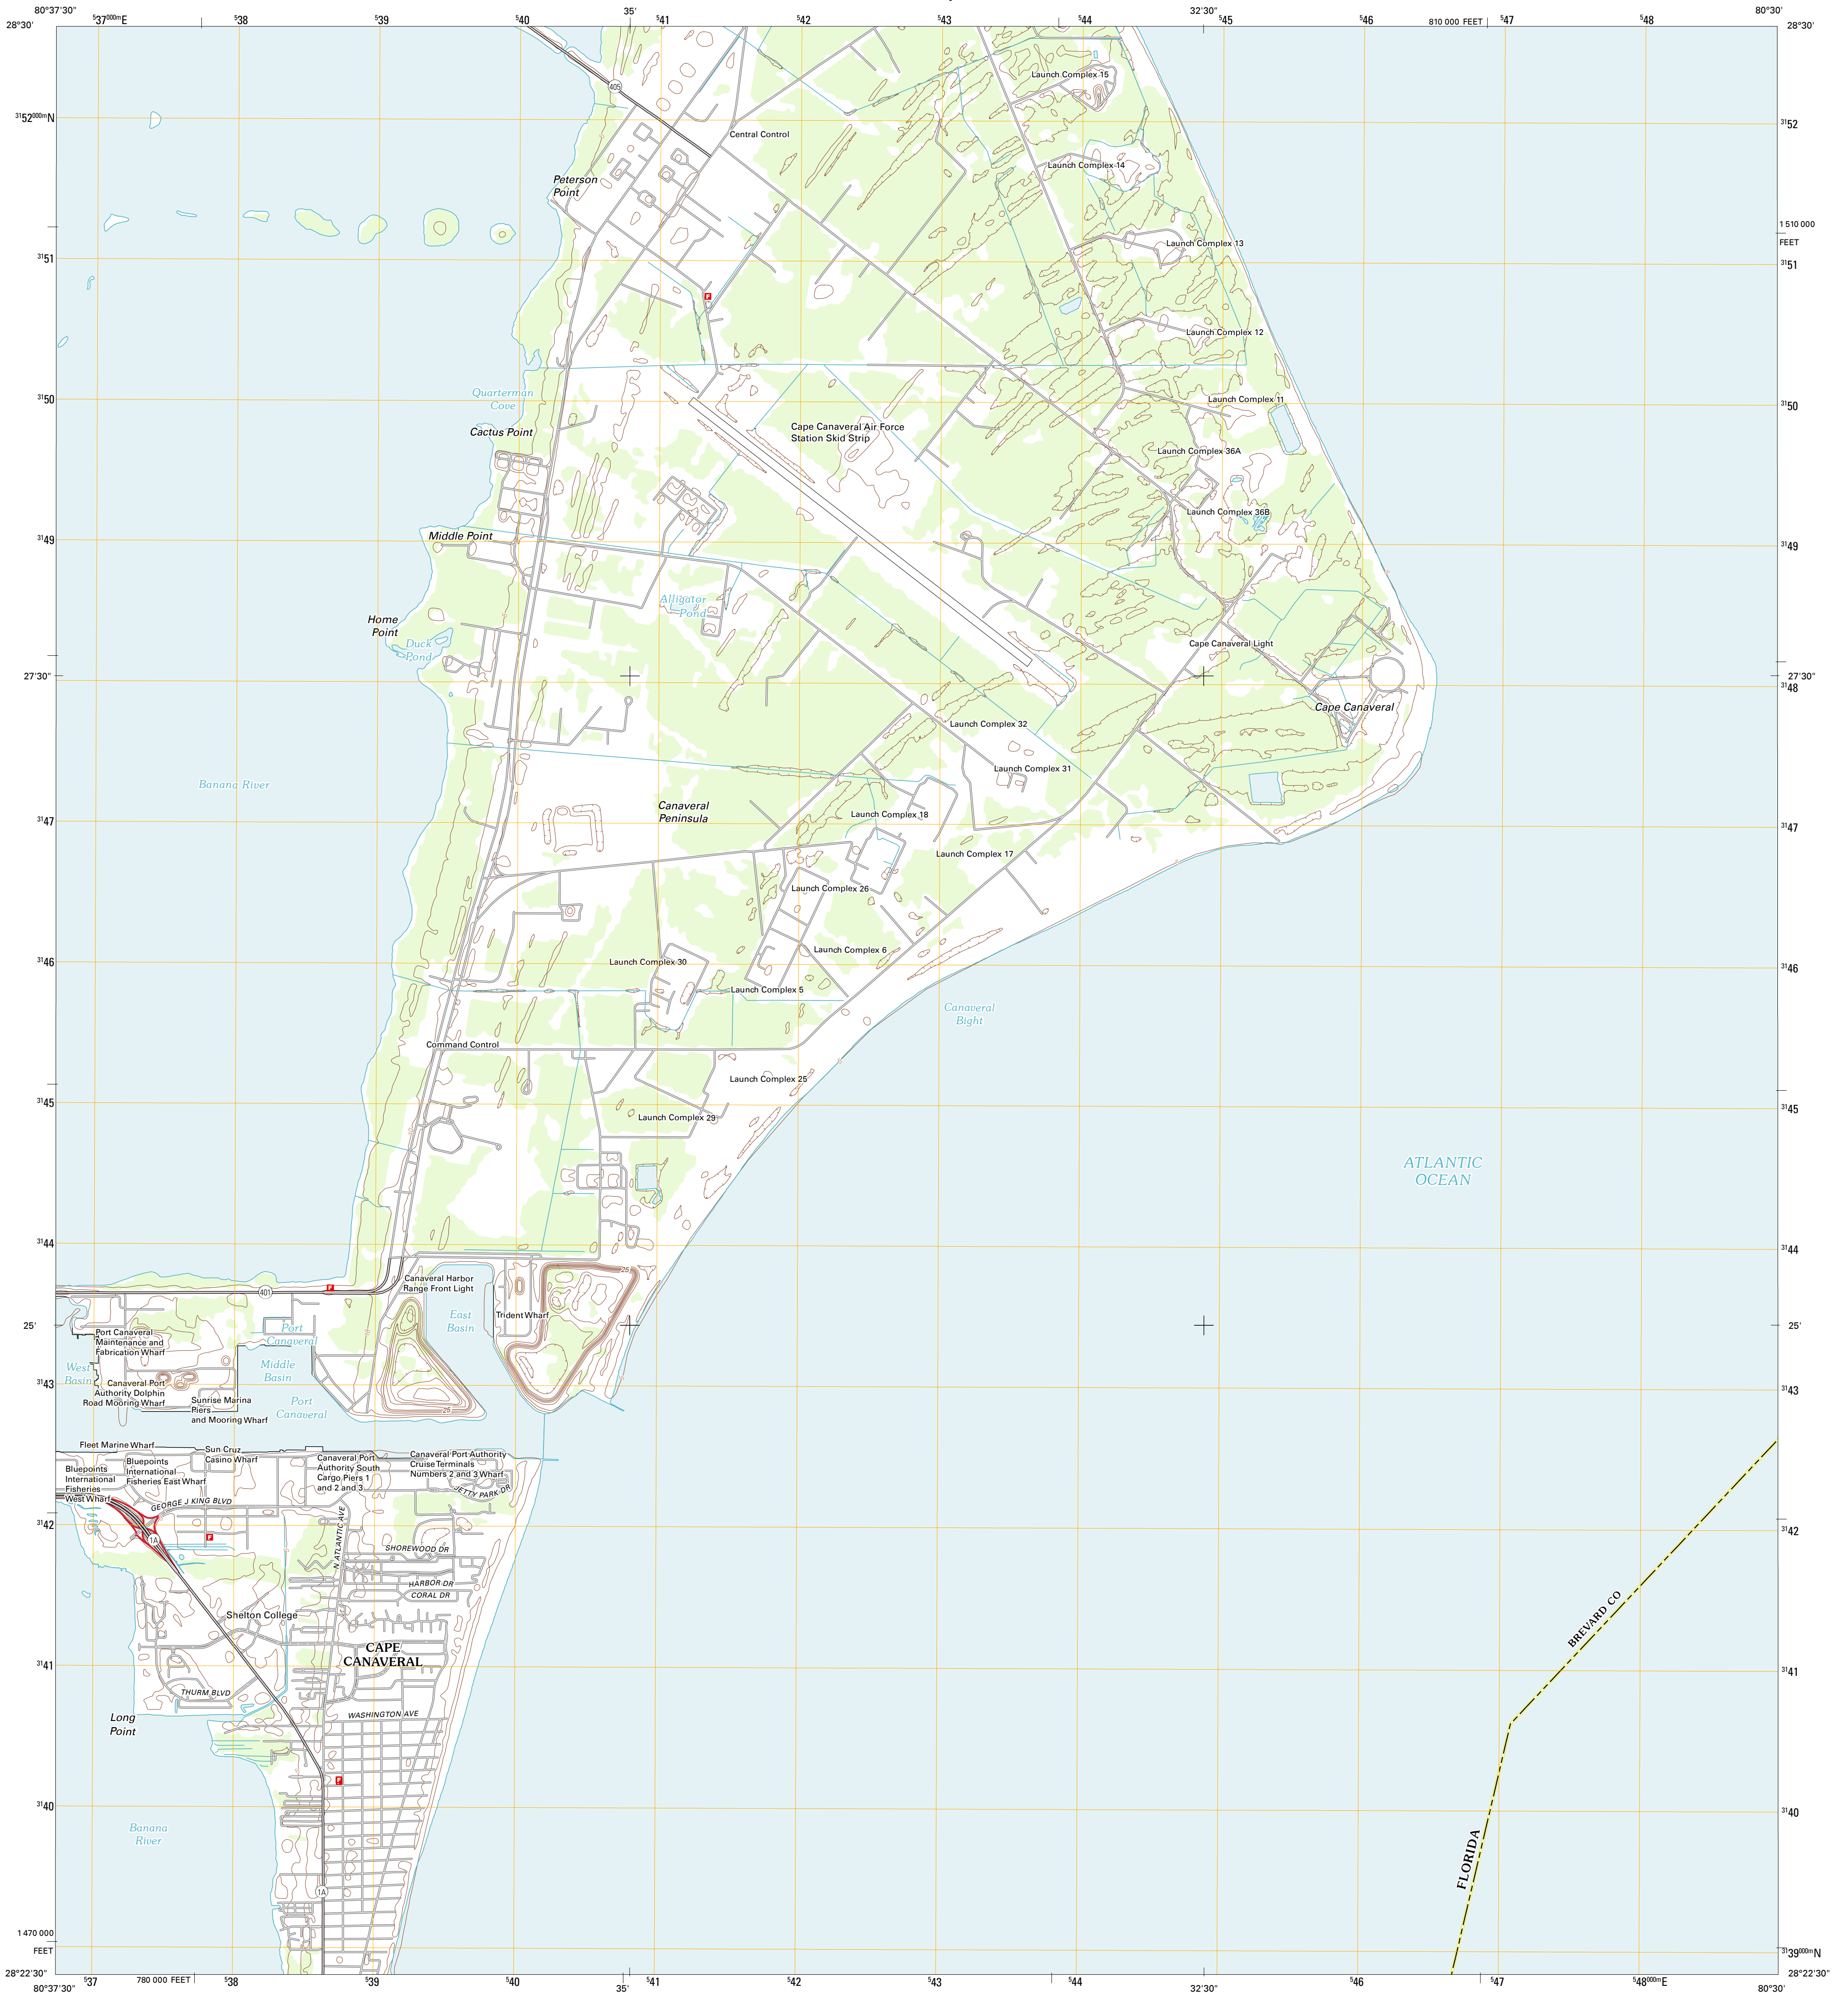 80°37'30"
⁵37⁰⁰⁰ᵐE
⁵38
⁵39
⁵40
35'
⁵41
⁵42
⁵43
⁵44
32'30"
⁵45
⁵46
810 000 FEET
⁵47
⁵48
80°30'
28°30'
28°30'
405
Launch Complex 15
³¹52⁰⁰⁰ᵐN
³¹52
Central Control
Launch Complex 14
Peterson
Point
1 510 000
FEET
Launch Complex 13
³¹51
³¹51
F
Launch Complex 12
Quarterman
Cove
³¹50
³¹50
Launch Complex 11
Cactus Point
Cape Canaveral Air Force
Station Skid Strip
Launch Complex 36A
Launch Complex 36B
Middle Point
³¹49
³¹49
Alligator
Pond
Home
Point
Duck
Pond
Cape Canaveral Light
27'30"
27'30"
³¹48
Cape Canaveral
Launch Complex 32
Launch Complex 31
Banana River
Canaveral
Peninsula
Launch Complex 18
³¹47
³¹47
Launch Complex 17
Launch Complex 26
Launch Complex 6
Launch Complex 30
³¹46
³¹46
Launch Complex 5
Canaveral
Bight
Command Control
Launch Complex 25
³¹45
³¹45
Launch Complex 29
ATLANTIC
OCEAN
³¹44
³¹44
25
Canaveral Harbor
Range Front Light
F
401
East
Basin
Trident Wharf
25'
25'
Port Canaveral
Maintenance and
Fabrication Wharf
Port
Canaveral
West
Basin
Middle
Basin
³¹43
³¹43
Canaveral Port
Authority Dolphin
Road Mooring Wharf
Sunrise Marina
Piers
and Mooring Wharf
Port
Canaveral
25
Fleet Marine Wharf
Sun Cruz
Casino Wharf
Bluepoints
International
Fisheries
West Wharf
Bluepoints
International
Fisheries East Wharf
Canaveral Port
Authority South
Cargo Piers 1
and 2 and 3
Canaveral Port Authority
Cruise Terminals
Numbers 2 and 3 Wharf
JETTY PARK DR
GEORGE J KING BLVD
³¹42
³¹42
1A
F
N ATLANTIC AVE
SHOREWOOD DR
HARBOR DR
CORAL DR
Shelton College
CAPE
CANAVERAL
BREVARD CO
³¹41
³¹41
THURM BLVD
Long
Point
WASHINGTON AVE
F
³¹40
³¹40
Banana
River
FLORIDA
1A
1 470 000
FEET
³¹39⁰⁰⁰ᵐN
28°22'30"
28°22'30"
80°37'30"
⁵37
780 000 FEET
⁵38
⁵39
⁵40
35'
⁵41
⁵42
⁵43
⁵44
32'30"
⁵46
⁵47
⁵48⁰⁰⁰ᵐE
80°30'